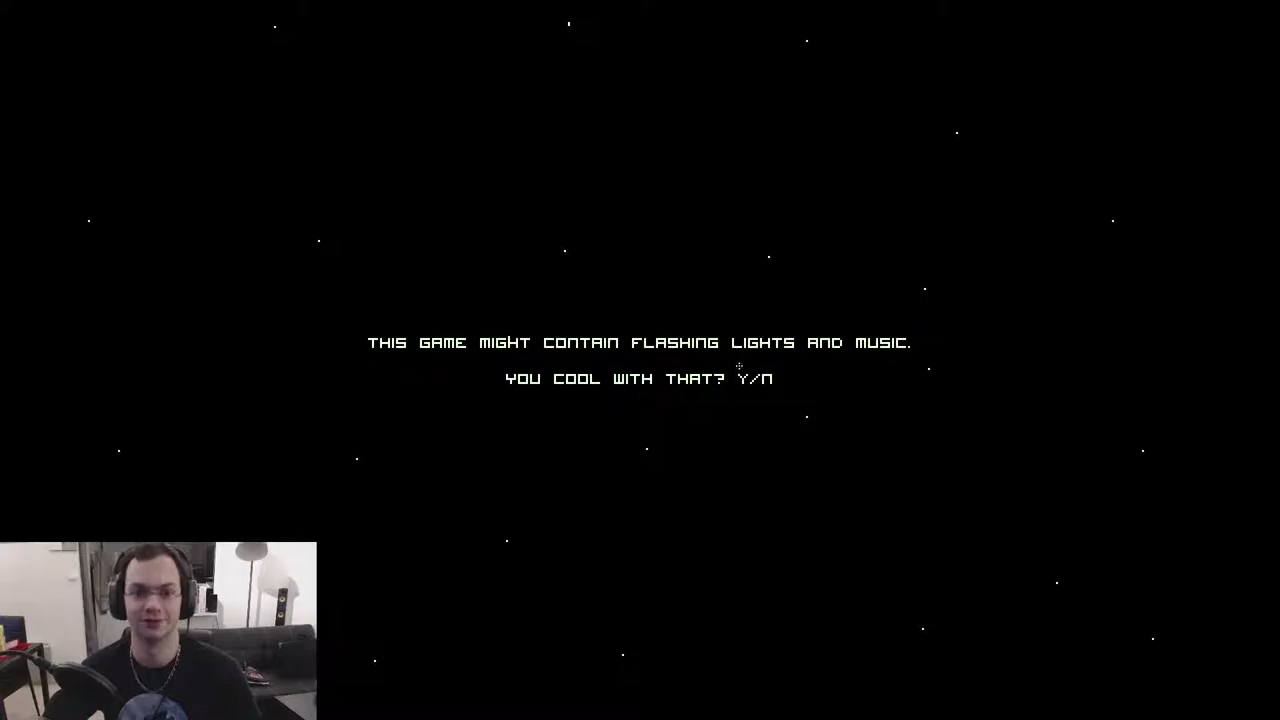 THIS GAME MIGHT CONTAIN FLASHING LIGHTS AND MUSIC.
YOU COOL WITH THAT? Y/N